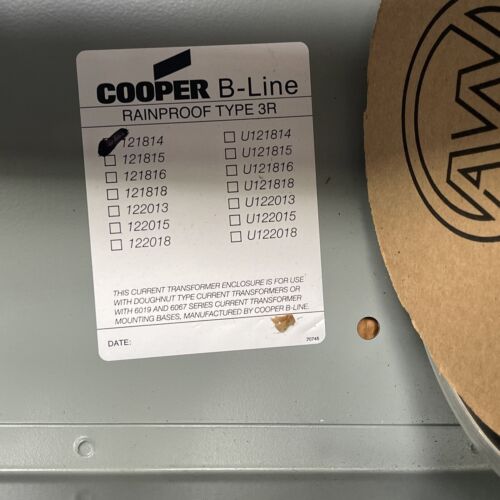 COOPER B-Line
RAINPROOF TYPE 3R
121814
121815
121816
121818
122013
122015
122018
U121814
U121815
U121816
U121818
U122013
U122015
U122018
THIS CURRENT TRANSFORMER ENCLOSURE IS FOR USE
WITH DOUGHNUT TYPE CURRENT TRANSFORMERS OR
WITH 6019 AND 6067 SERIES CURRENT TRANSFORMER
MOUNTING BASES, MANUFACTURED BY COOPER B-LINE.
DATE:
70748